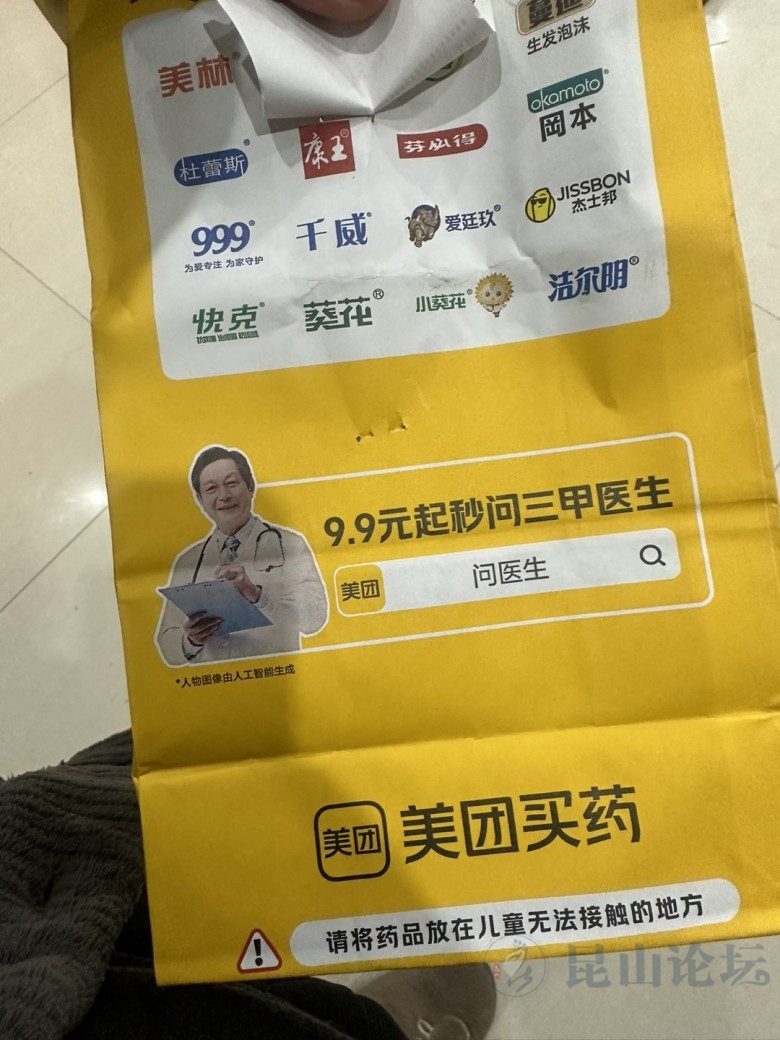 美林
生发泡沫
okamoto
岡本
杜蕾斯
康王
芬必得
999
为爱专注 为家守护
千威
爱廷玖
JISSBON
杰士邦
快克
葵花
小葵花
洁尔阴
9.9元起秒问三甲医生
美团
问医生
*人物图像由人工智能生成
美团
美团买药
请将药品放在儿童无法接触的地方
昆山论坛